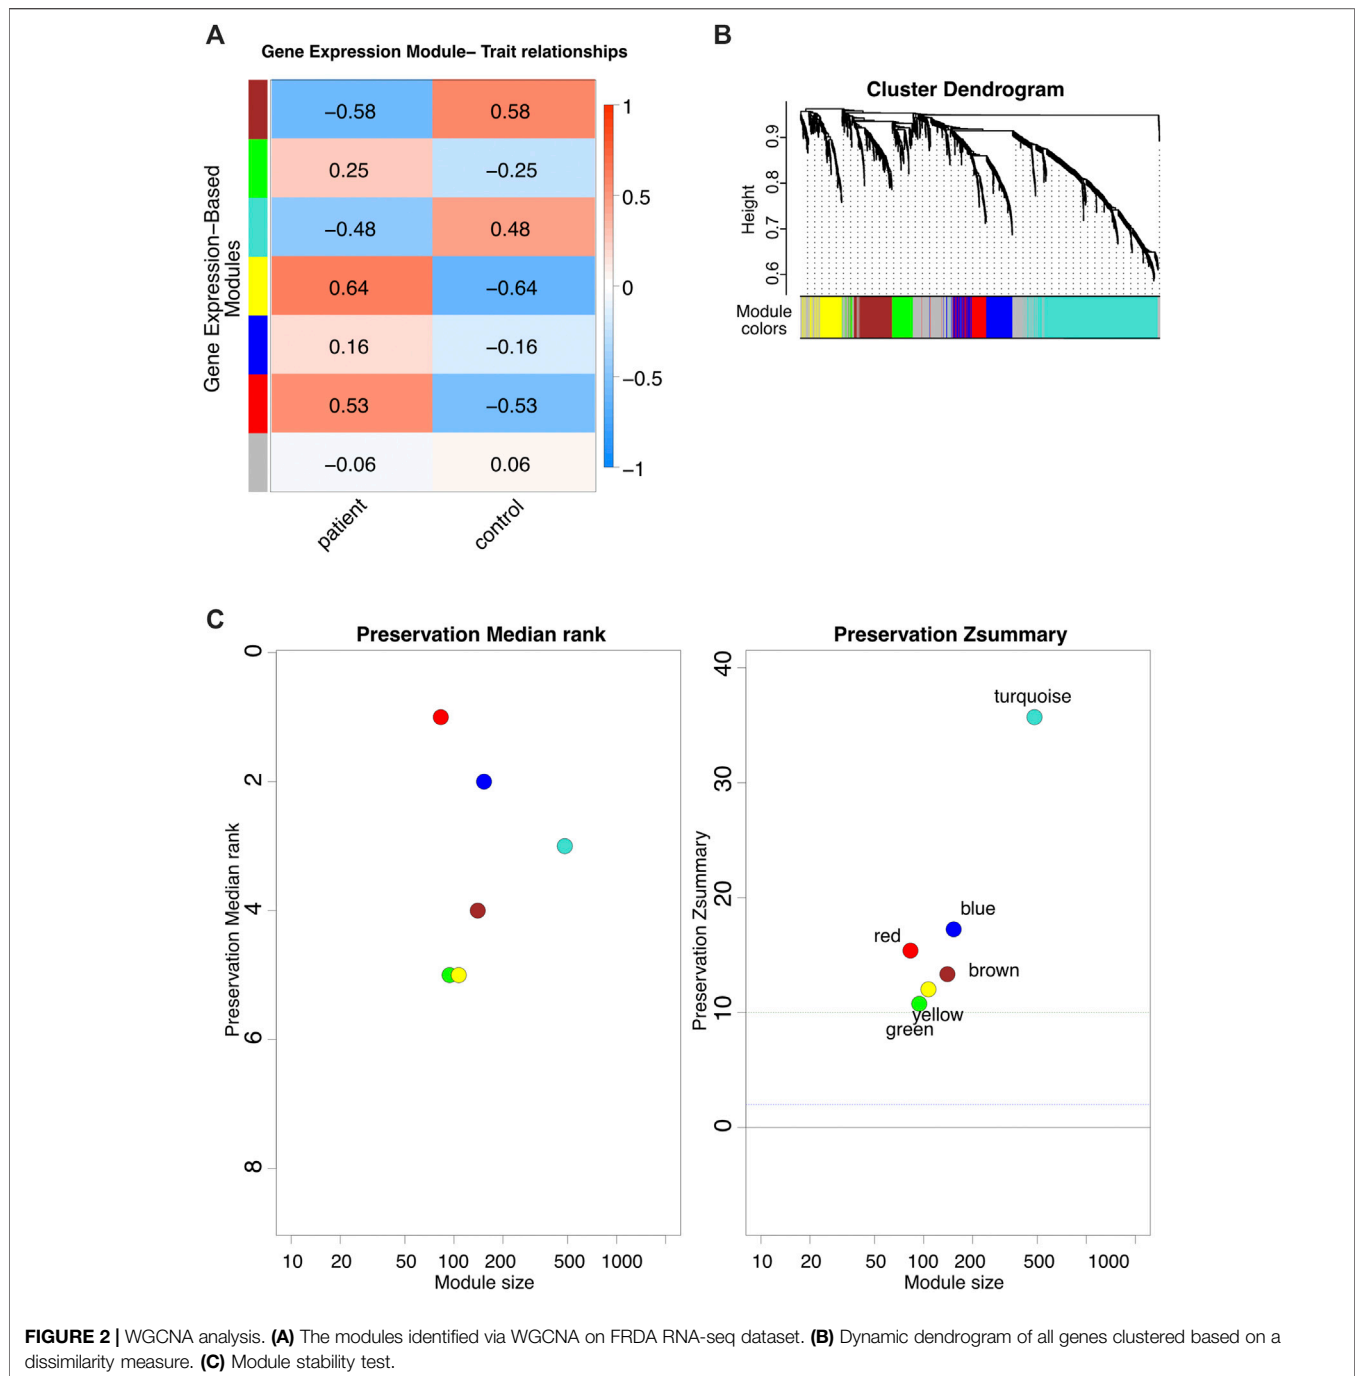 A
Gene Expression Module– Trait relationships
Gene Expression–Based
Modules
−0.58 0.58
0.25 −0.25
−0.48 0.48
0.64 −0.64
0.16 −0.16
0.53 −0.53
−0.06 0.06
patient control
1
0.5
0
−0.5
−1
B
Cluster Dendrogram
Height
0.9
0.8
0.7
0.6
Module
colors
C
Preservation Median rank
Preservation Median rank
0
2
4
6
8
10 20 50 100 200 500 1000
Module size
Preservation Zsummary
Preservation Zsummary
40
30
20
10
0
turquoise
blue
red
brown
yellow
green
10 20 50 100 200 500 1000
Module size
FIGURE 2 | WGCNA analysis. (A) The modules identified via WGCNA on FRDA RNA-seq dataset. (B) Dynamic dendrogram of all genes clustered based on a
dissimilarity measure. (C) Module stability test.